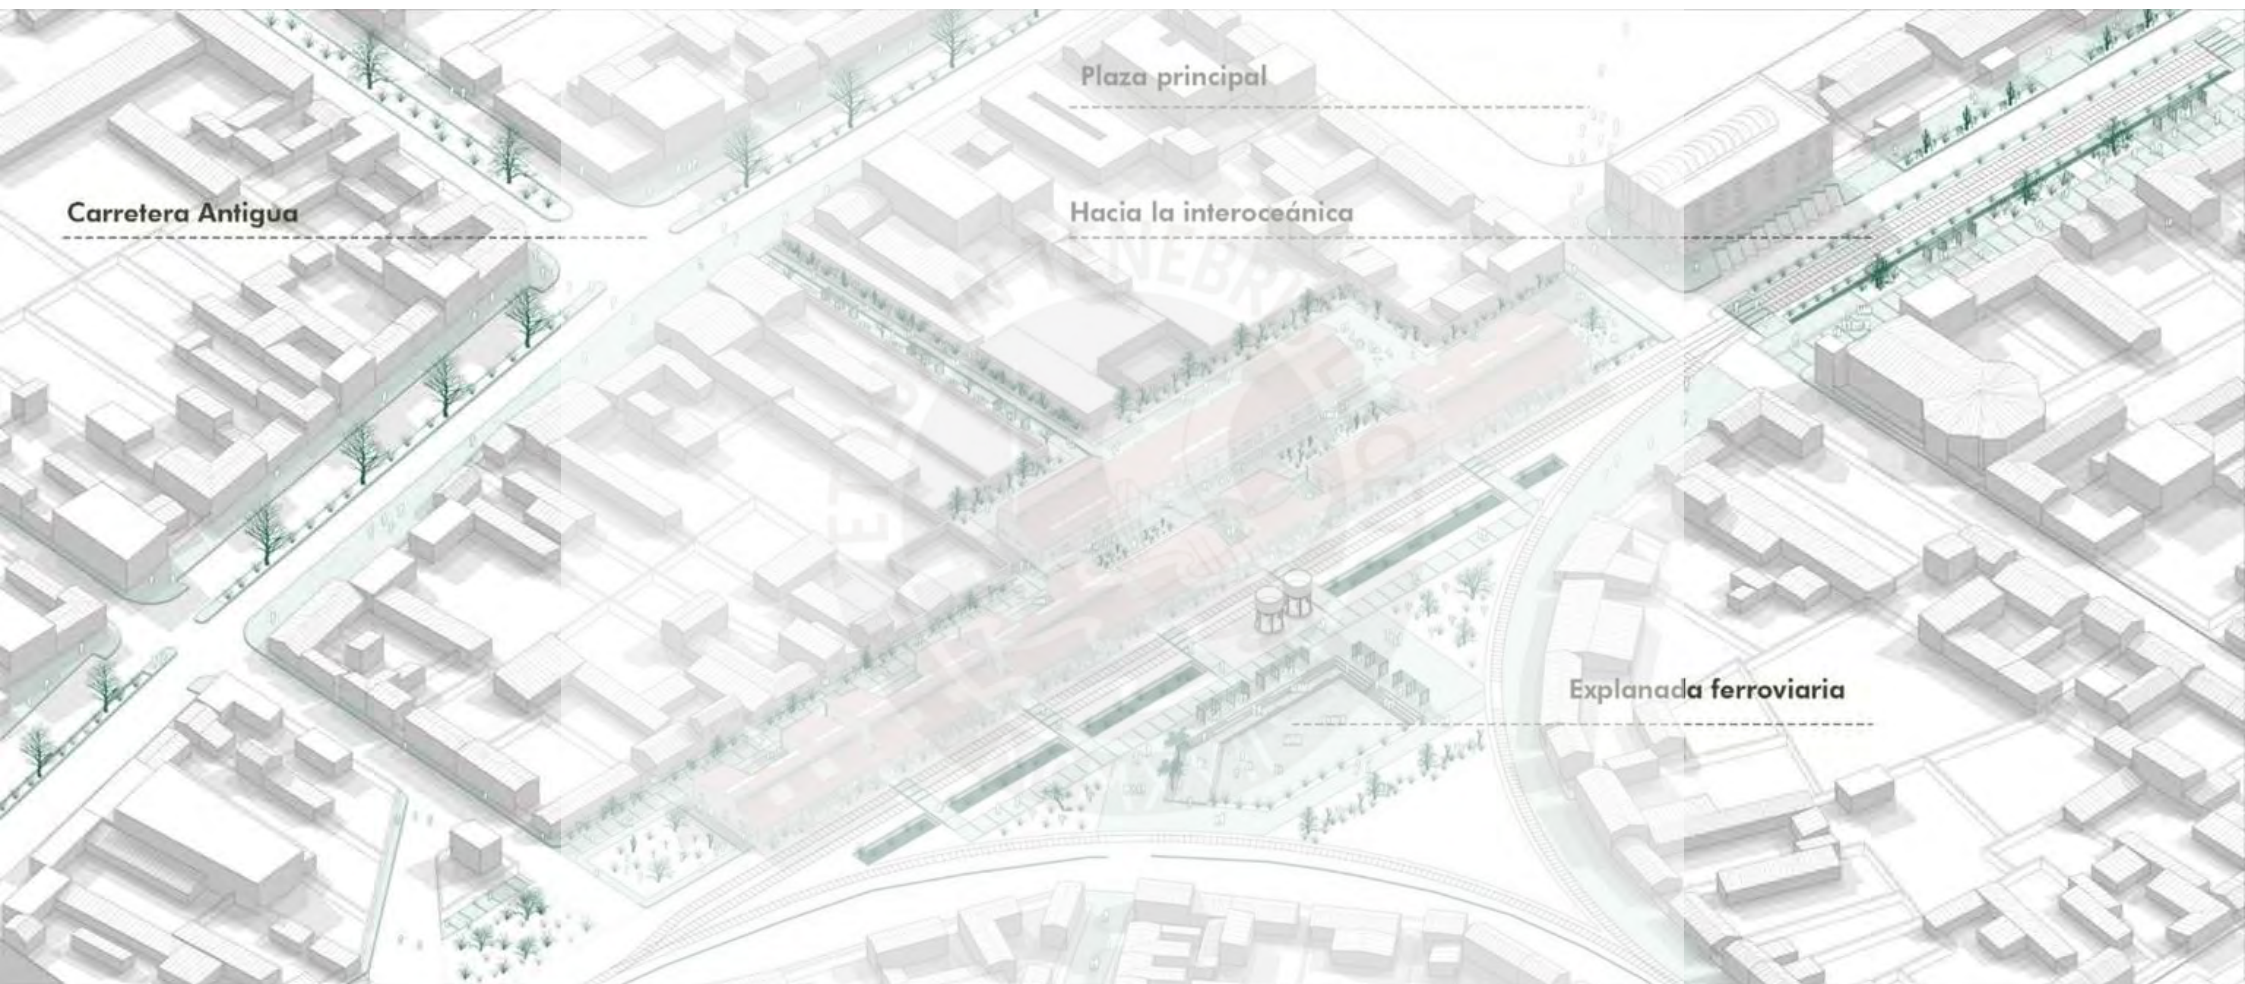 Plaza principal
Carretera Antigua
Hacia la interoceánica
Explanada ferroviaria